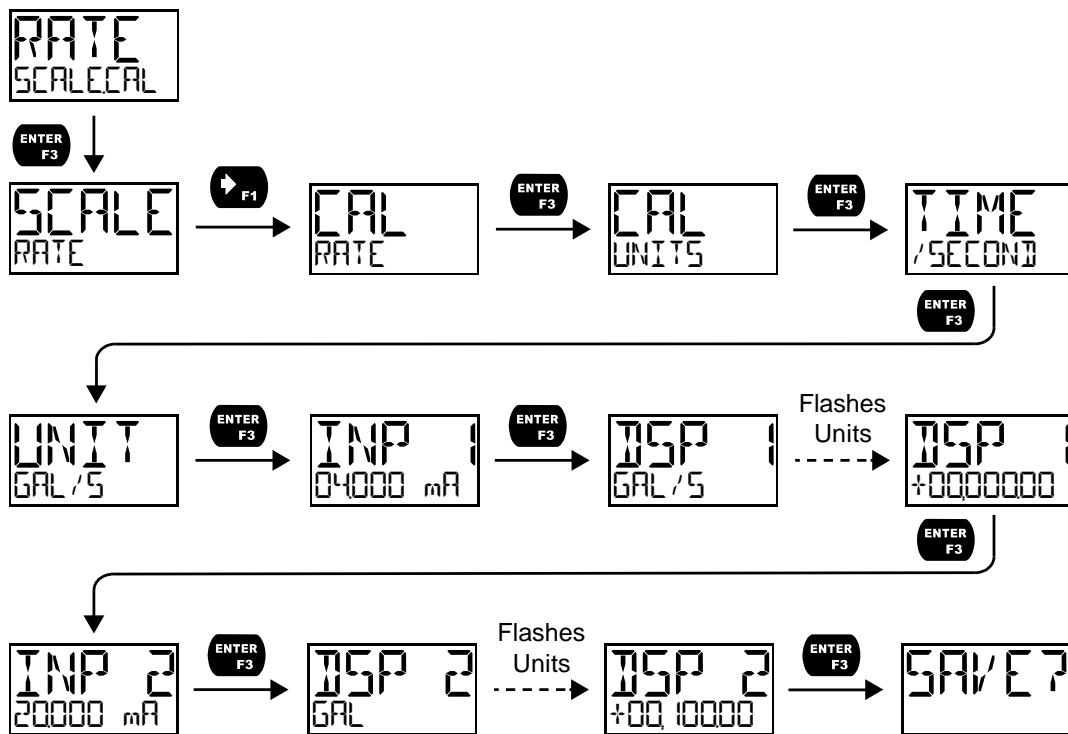 RATE
SCALE.CAL
ENTER
F3
SCALE
RATE
F1
CAL
RATE
ENTER
F3
CAL
UNITS
ENTER
F3
TIME
/SECOND
ENTER
F3
UNIT
GAL/S
ENTER
F3
INP 1
04.000 mA
ENTER
F3
DSP 1
GAL/S
Flashes
Units
DSP 1
+00,000.00
ENTER
F3
INP 2
20.000 mA
ENTER
F3
DSP 2
GAL
Flashes
Units
DSP 2
+00,100.00
ENTER
F3
SAVE?